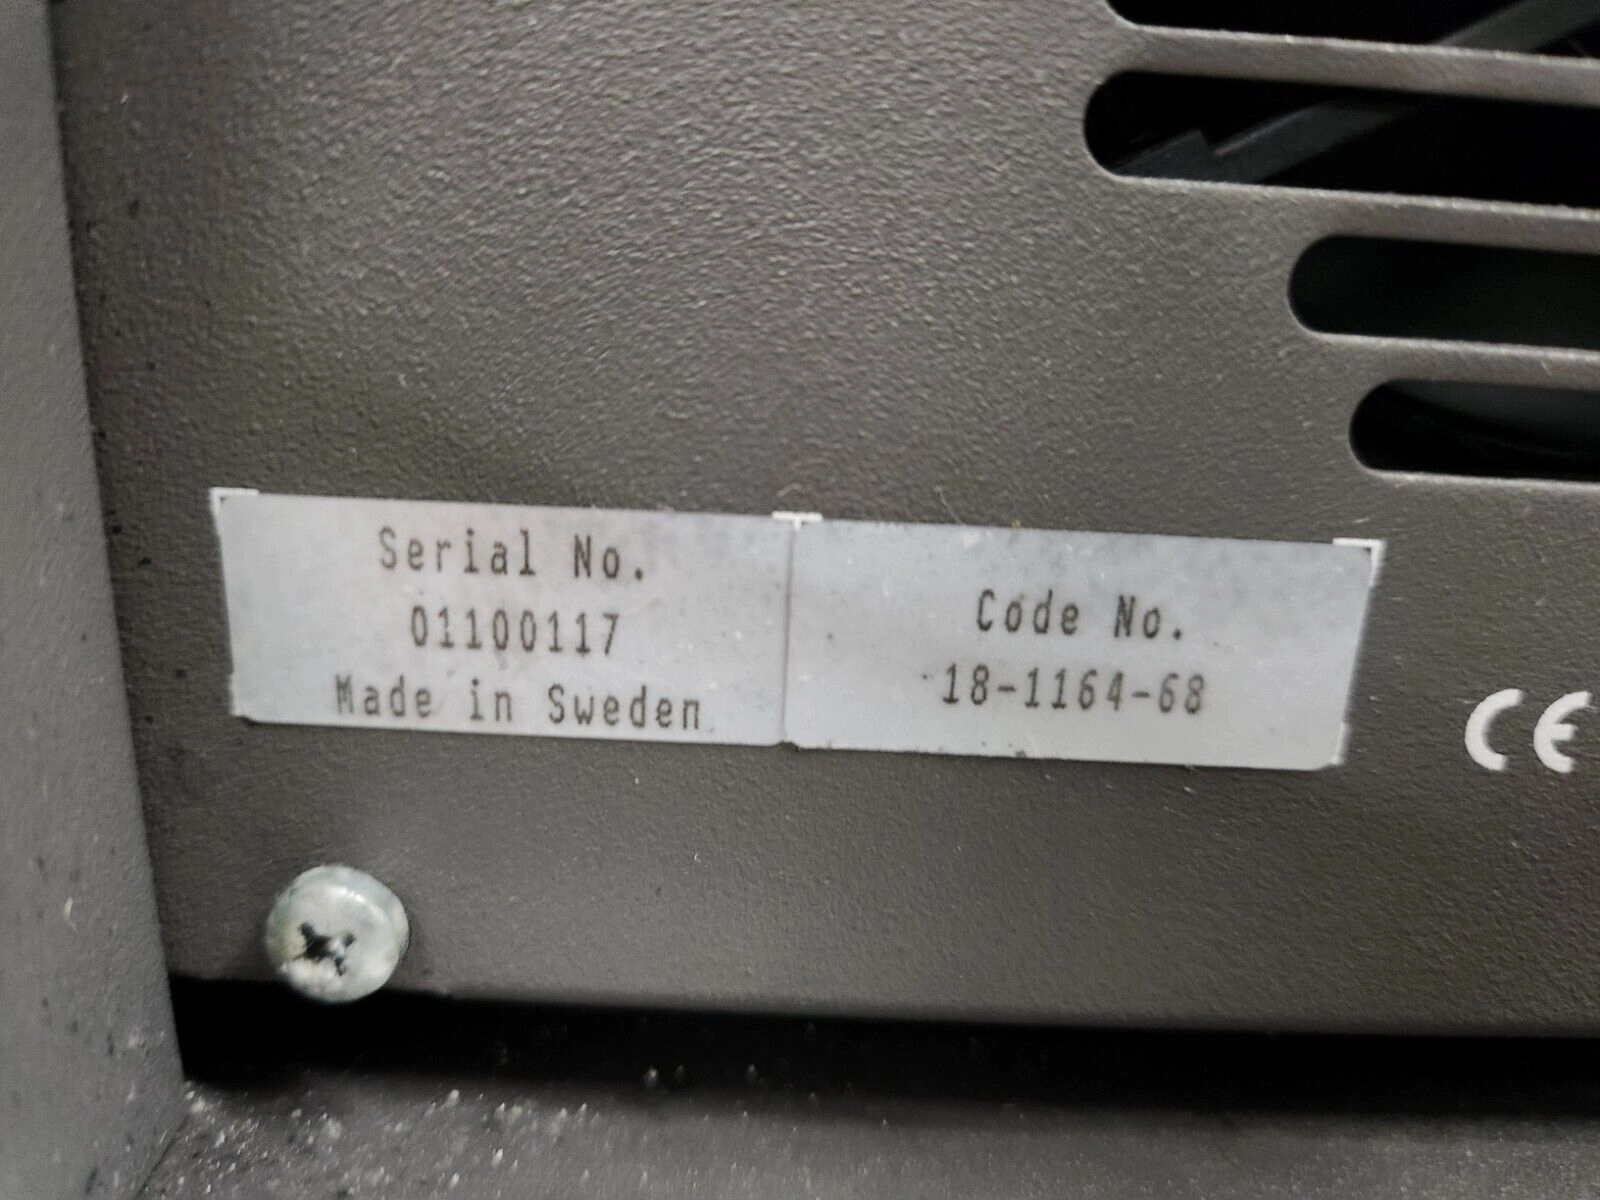 Serial No.
01100117
Made in Sweden
Code No.
18-1164-68
CE